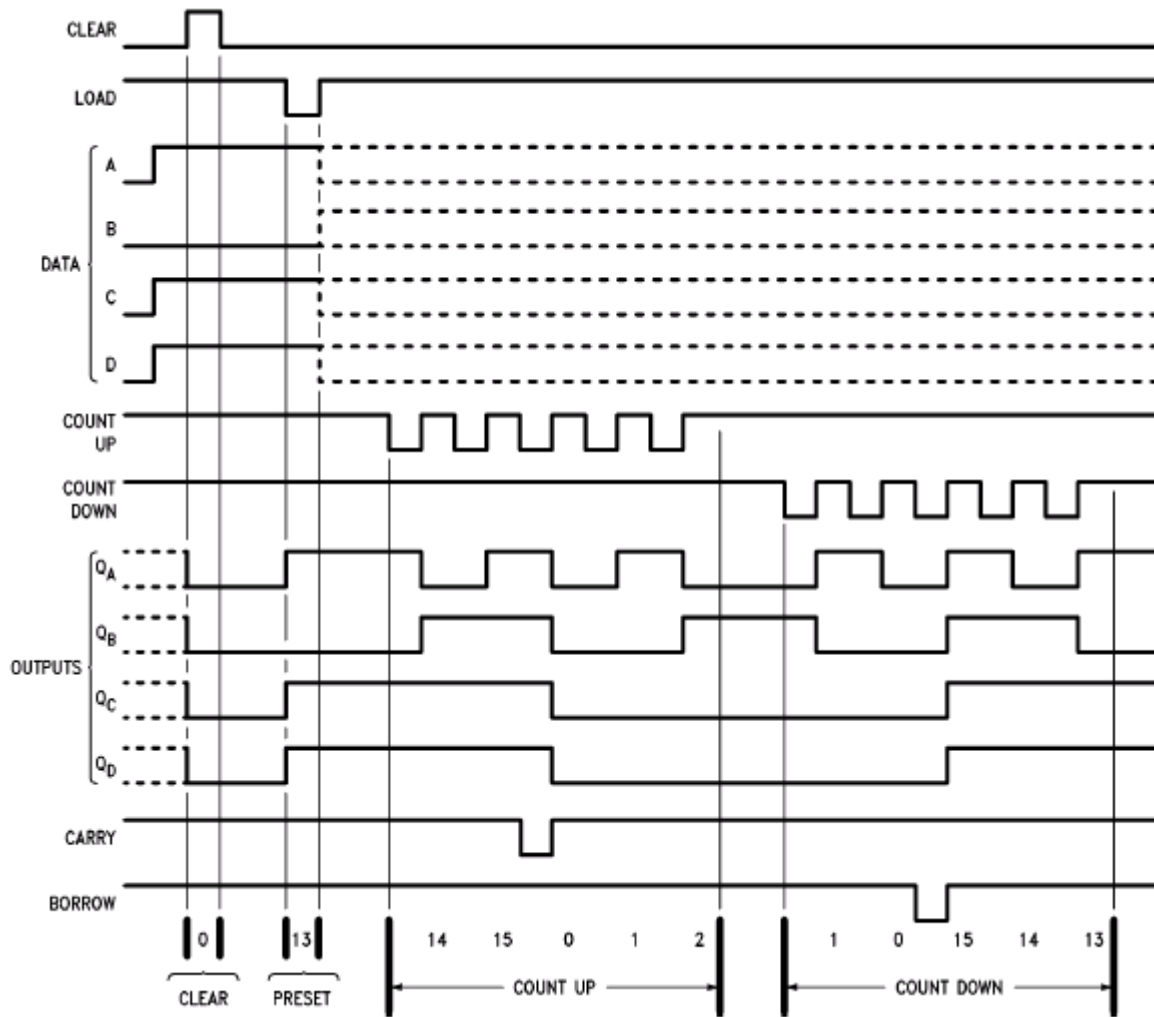 CLEAR
LOAD
A
B
DATA
C
D
COUNT
UP
COUNT
DOWN
QA
QB
OUTPUTS
QC
QD
CARRY
BORROW
0 13 14 15 0 1 2 1 0 15 14 13
CLEAR PRESET COUNT UP COUNT DOWN